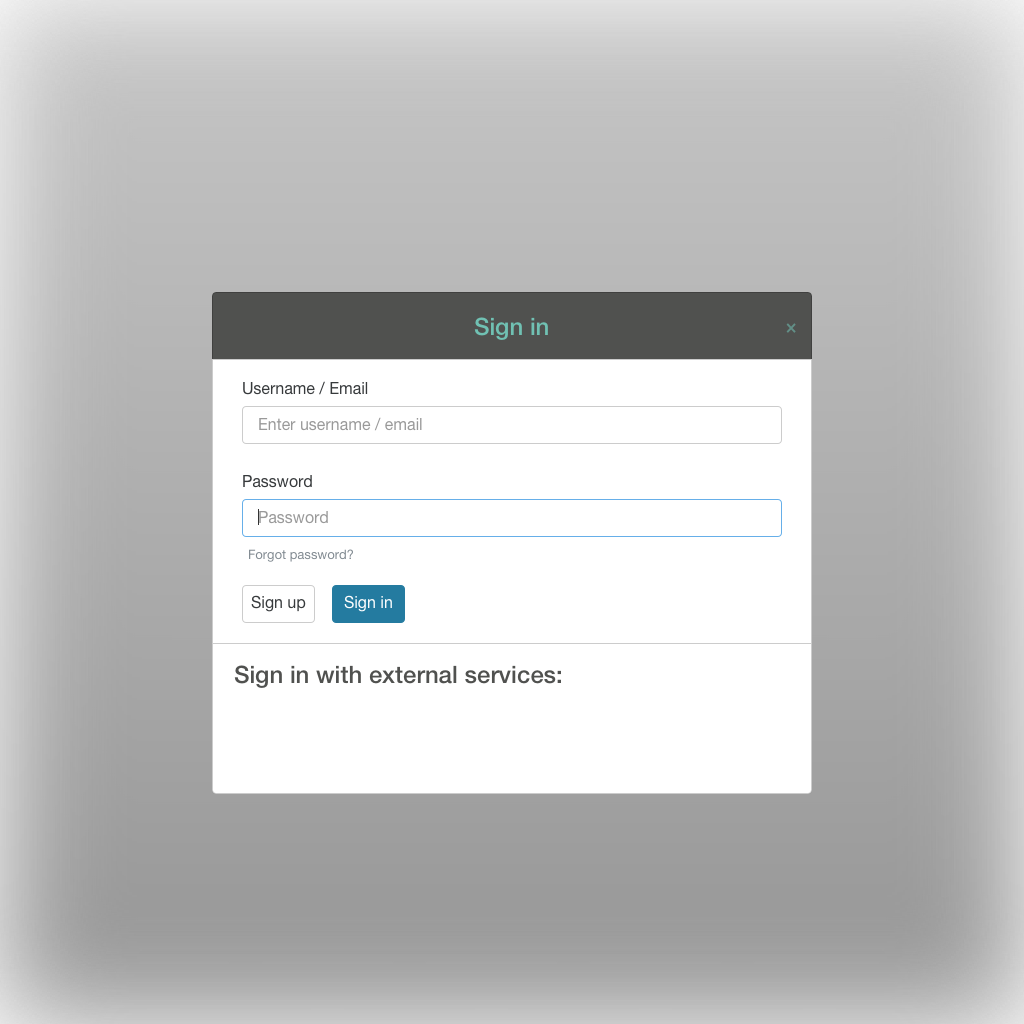 Sign in
×
Username / Email
Enter username / email
Password
Password
Forgot password?
Sign up
Sign in
Sign in with external services: